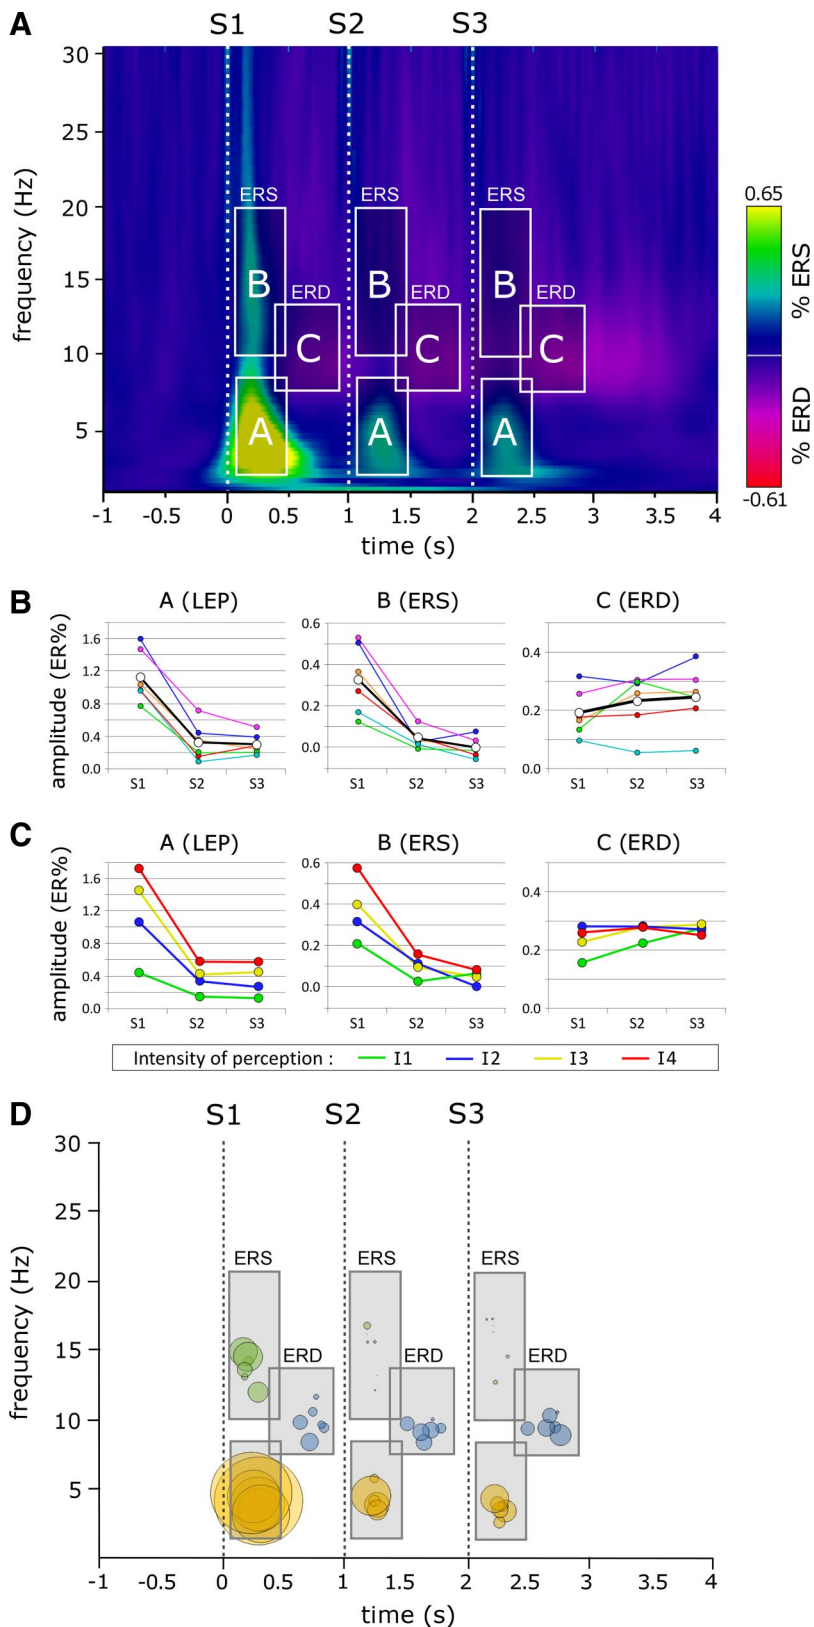 A
S1 S2 S3
30
25
20
15
10
5
frequency (Hz)
ERS ERS ERS
B B B
ERD ERD ERD
C C C
A A A
-1 -.5 0 0.5 1 1.5 2 2.5 3 3.5 4
time (s)
0.65
% ERS
% ERD
-0.61
B
A (LEP) B (ERS) C (ERD)
amplitude (ER%)
1.6
1.2
0.8
0.4
0.0
S1 S2 S3
0.6
0.4
0.2
0.0
S1 S2 S3
0.4
0.2
0.0
S1 S2 S3
C
A (LEP) B (ERS) C (ERD)
amplitude (ER%)
1.6
1.2
0.8
0.4
0.0
S1 S2 S3
0.6
0.4
0.2
0.0
S1 S2 S3
0.4
0.2
0.0
S1 S2 S3
Intensity of perception : I1 I2 I3 I4
D
S1 S2 S3
30
25
20
15
10
5
frequency (Hz)
ERS ERS ERS
ERD ERD ERD
-1 -.5 0 0.5 1 1.5 2 2.5 3 3.5 4
time (s)